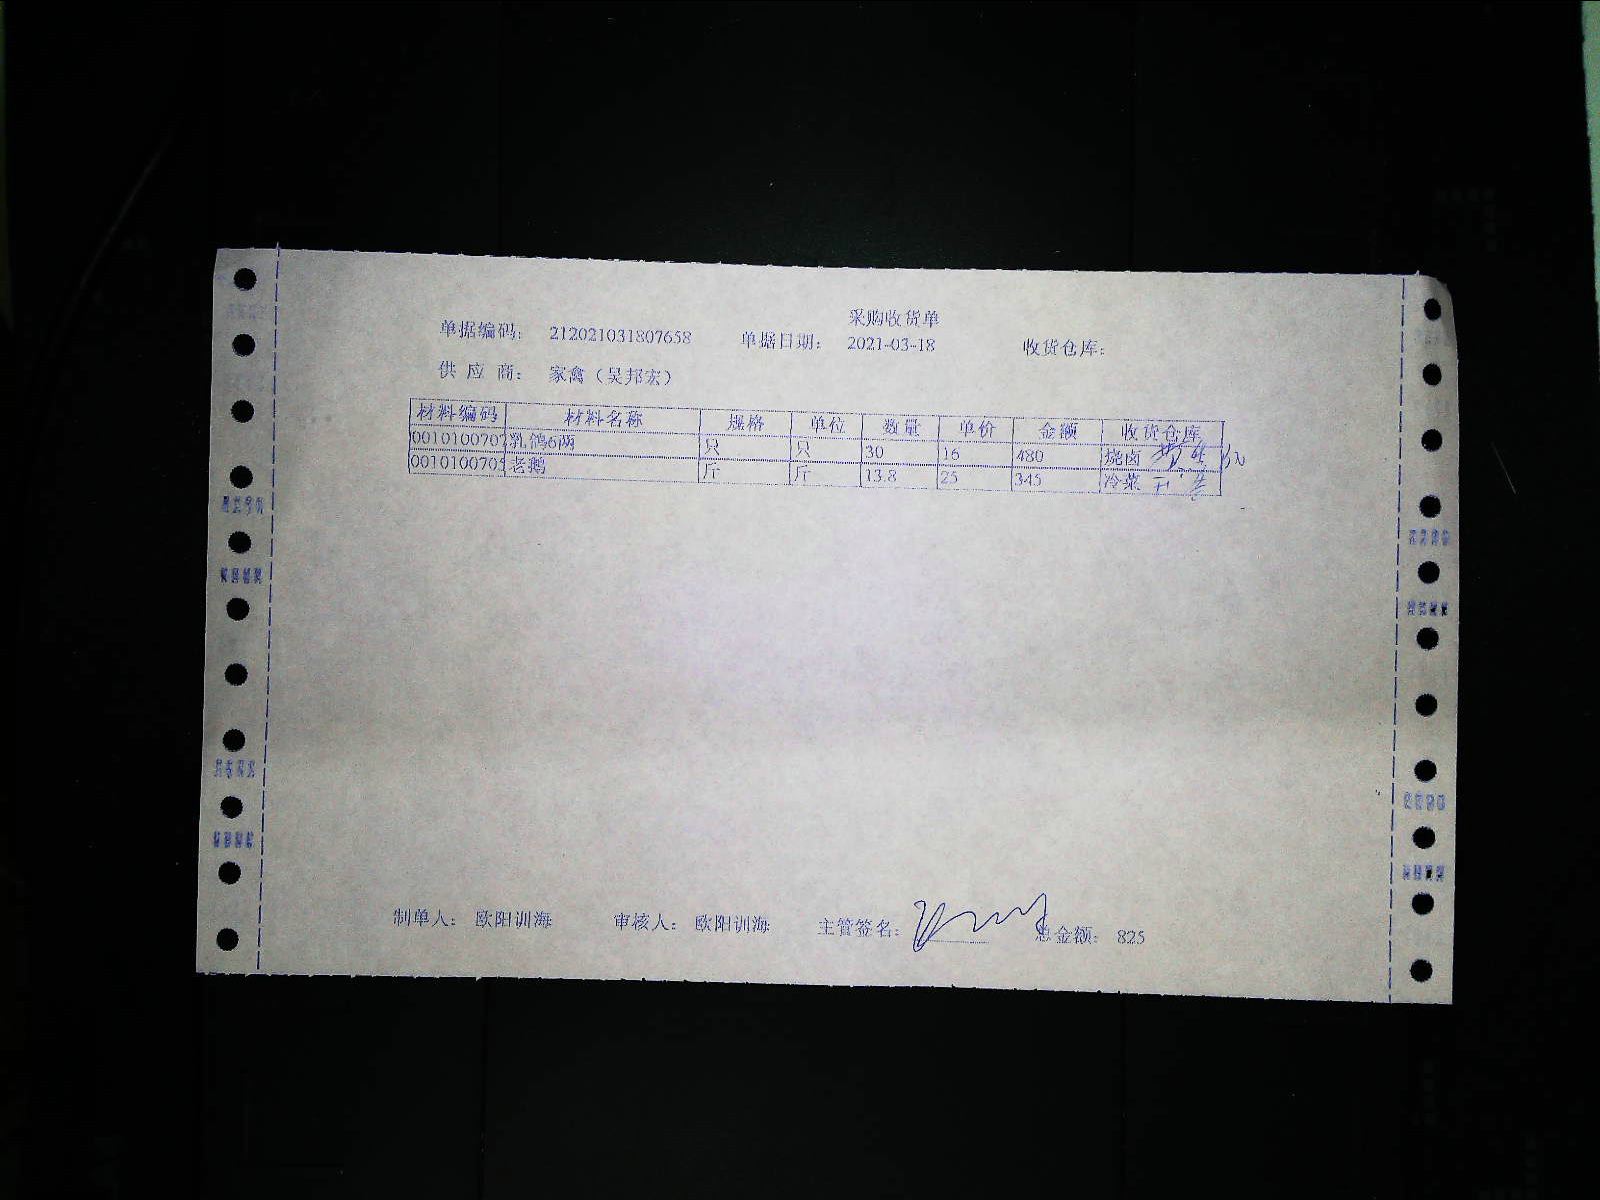 采购收货单
单据编码： 212021031807658 单据日期： 2021-03-18 收货仓库：
供 应 商： 家禽（吴邦宏）
材料编码 材料名称 规格 单位 数量 单价 金额 收货仓库
0010100707 乳鸽6两 只 只 30 16 480 烧卤
0010100705 老鹅 斤 斤 13.8 25 345 冷菜
制单人： 欧阳训海 审核人： 欧阳训海 主管签名： 总金额： 825